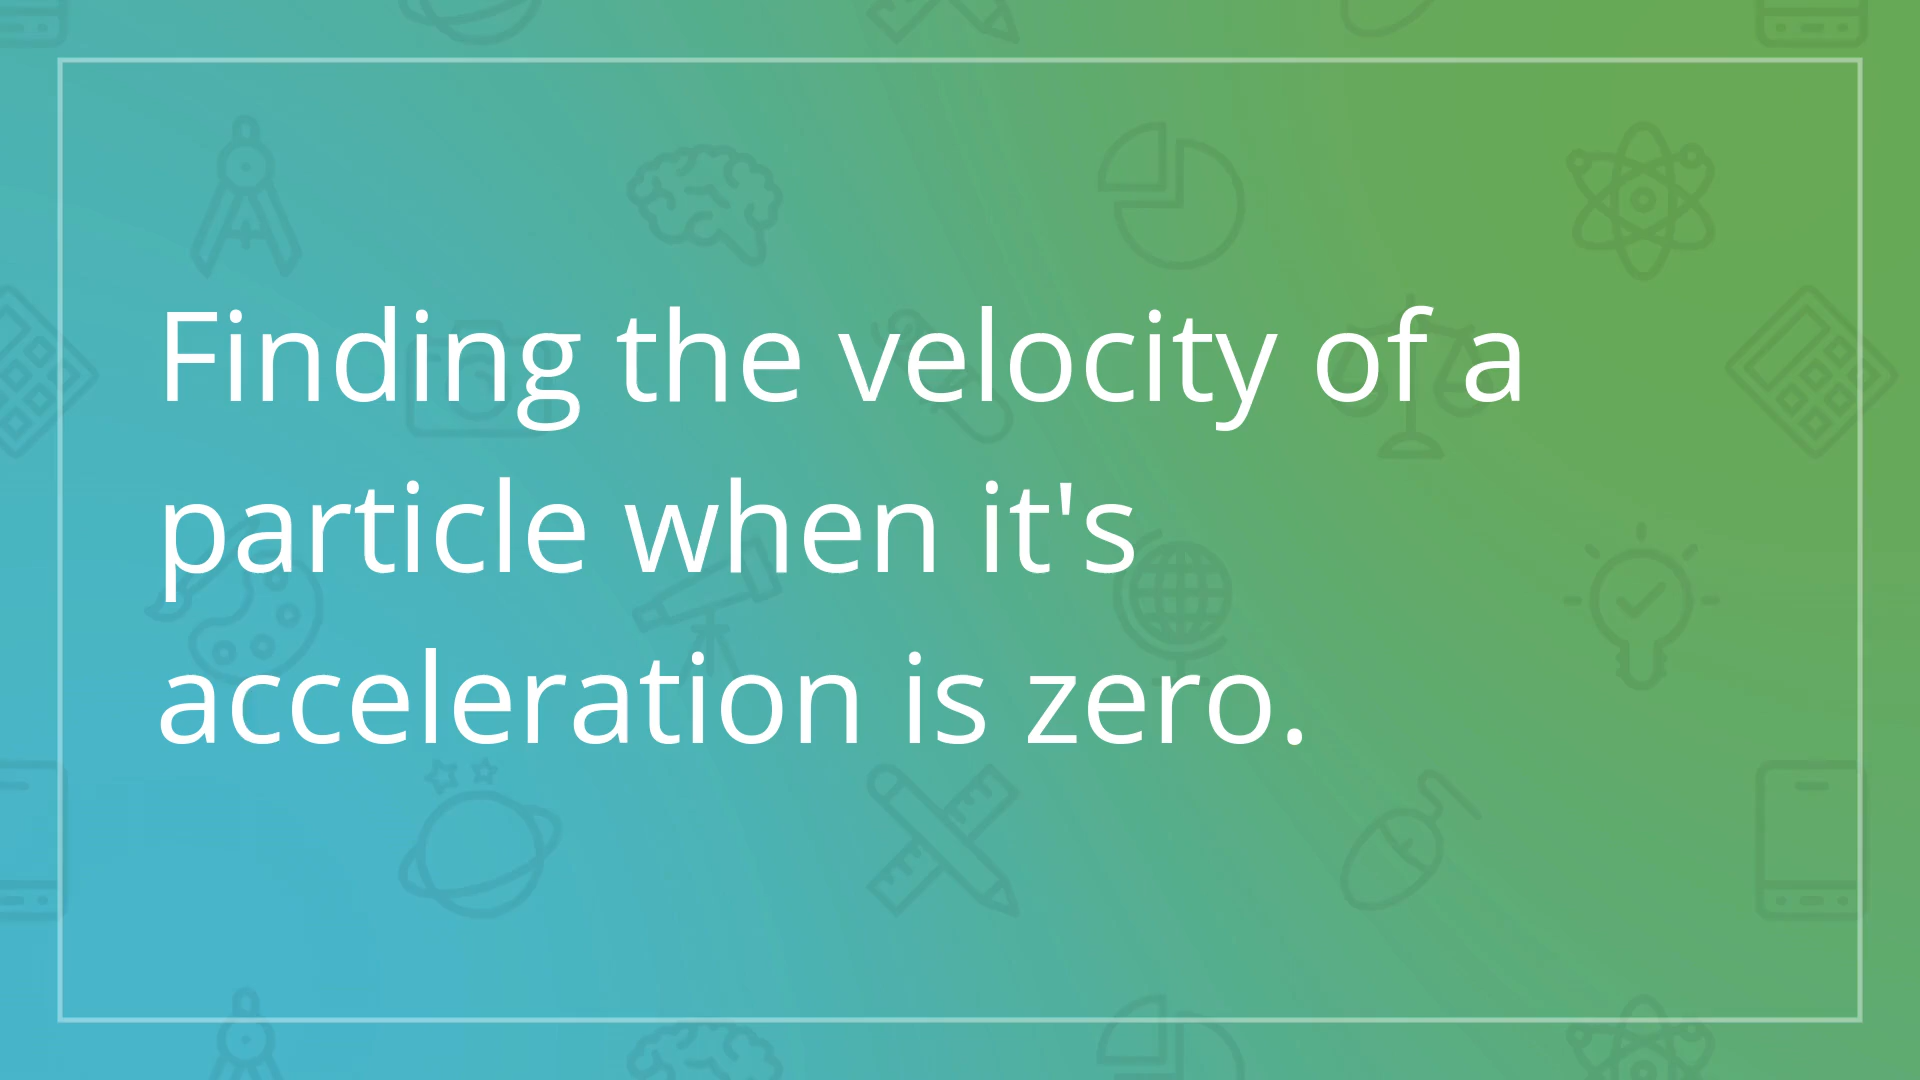 Finding the velocity of a
particle when it's
acceleration is zero.